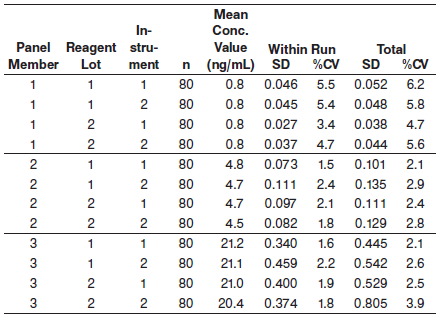 Mean
In- Conc.
Panel Reagent stru- Value Within Run Total
Member Lot ment n (ng/mL) SD %CV SD %CV
1 1 1 80 0.8 0.046 5.5 0.052 6.2
1 1 2 80 0.8 0.045 5.4 0.048 5.8
1 2 1 80 0.8 0.027 3.4 0.038 4.7
1 2 2 80 0.8 0.037 4.7 0.044 5.6
2 1 1 80 4.8 0.073 1.5 0.101 2.1
2 1 2 80 4.7 0.111 2.4 0.135 2.9
2 2 1 80 4.7 0.097 2.1 0.111 2.4
2 2 2 80 4.5 0.082 1.8 0.129 2.8
3 1 1 80 21.2 0.340 1.6 0.445 2.1
3 1 2 80 21.1 0.459 2.2 0.542 2.6
3 2 1 80 21.0 0.400 1.9 0.529 2.5
3 2 2 80 20.4 0.374 1.8 0.805 3.9